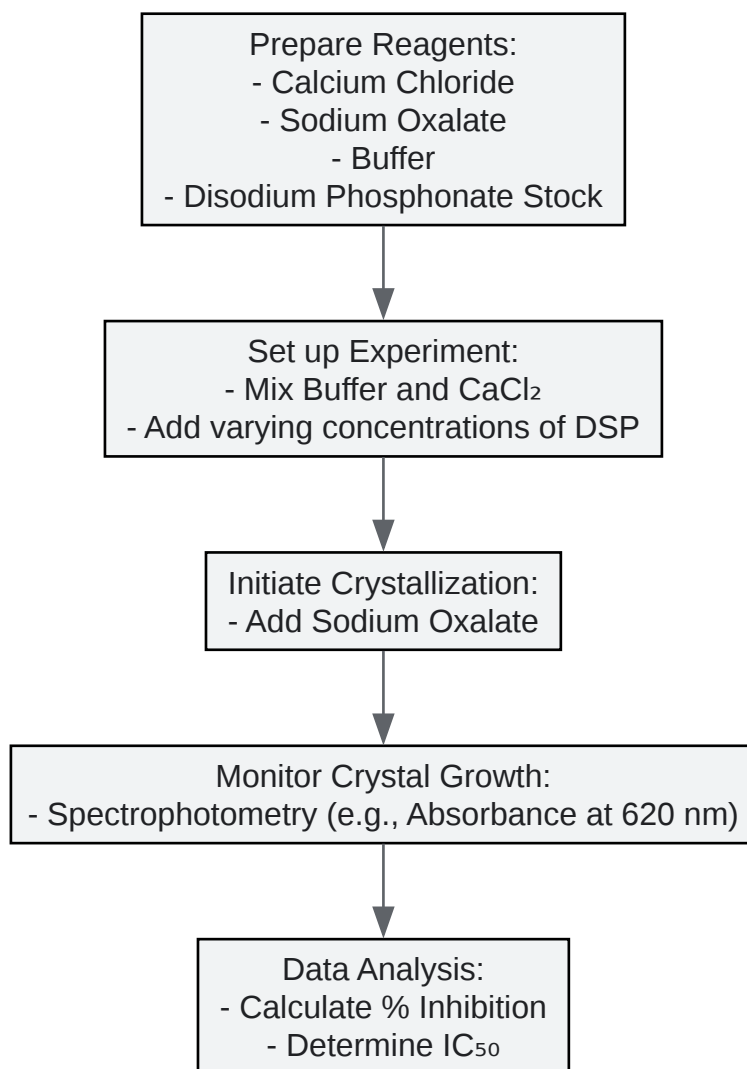 Prepare Reagents:
- Calcium Chloride
- Sodium Oxalate
- Buffer
- Disodium Phosphonate Stock
Set up Experiment:
- Mix Buffer and CaCl₂
- Add varying concentrations of DSP
Initiate Crystallization:
- Add Sodium Oxalate
Monitor Crystal Growth:
- Spectrophotometry (e.g., Absorbance at 620 nm)
Data Analysis:
- Calculate % Inhibition
- Determine IC₅₀